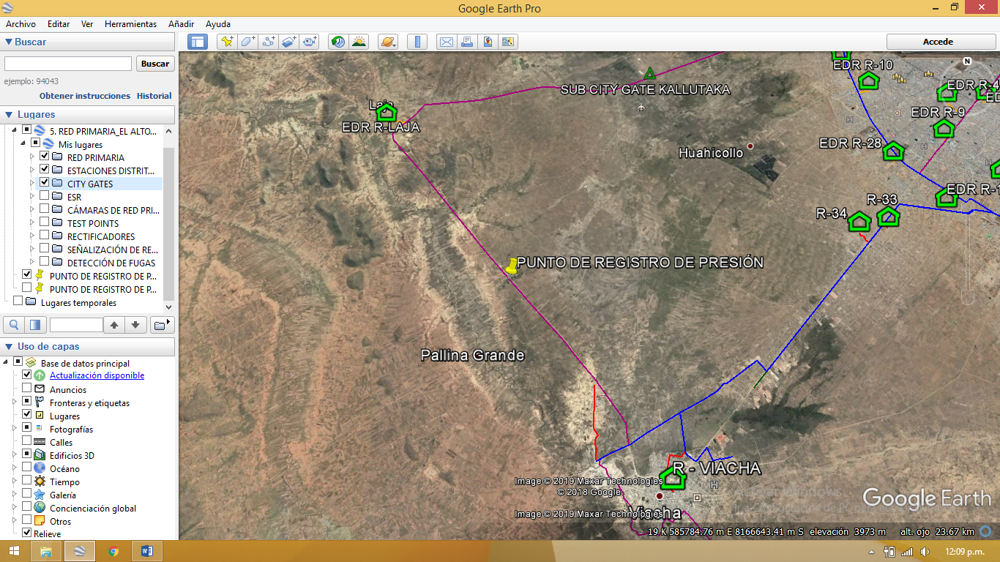 Google Earth Pro
Archivo Editar Ver Herramientas Añadir Ayuda
Buscar
Buscar
ejemplo: 94043
Obtener instrucciones Historial
Lugares
5. RED PRIMARIA_EL ALTO...
Mis lugares
RED PRIMARIA
ESTACIONES DISTRIT...
CITY GATES
ESR
CÁMARAS DE RED PRI...
TEST POINTS
RECTIFICADORES
SEÑALIZACIÓN DE RE...
DETECCIÓN DE FUGAS
PUNTO DE REGISTRO DE P...
PUNTO DE REGISTRO DE P...
Lugares temporales
Uso de capas
Base de datos principal
Actualización disponible
Anuncios
Fronteras y etiquetas
Lugares
Fotografías
Calles
Edificios 3D
Océano
Tiempo
Galería
Concienciación global
Otros
Relieve
Accede
N
EDR R-10
SUB CITY GATE KALLUTAKA
EDR R-4
Laja
EDR R-9
EDR R-LAJA
EDR R-28
Huahicollo
EDR R-1
R-33
R-34
PUNTO DE REGISTRO DE PRESIÓN
Pallina Grande
R - VIACHA
Image © 2019 Maxar Technologies
© 2018 Google
Viacha
Image © 2019 Maxar Technologies
Google Earth
19 K 585784.76 m E 8166643.41 m S elevación 3973 m alt. ojo 23.67 km
12:09 p.m.